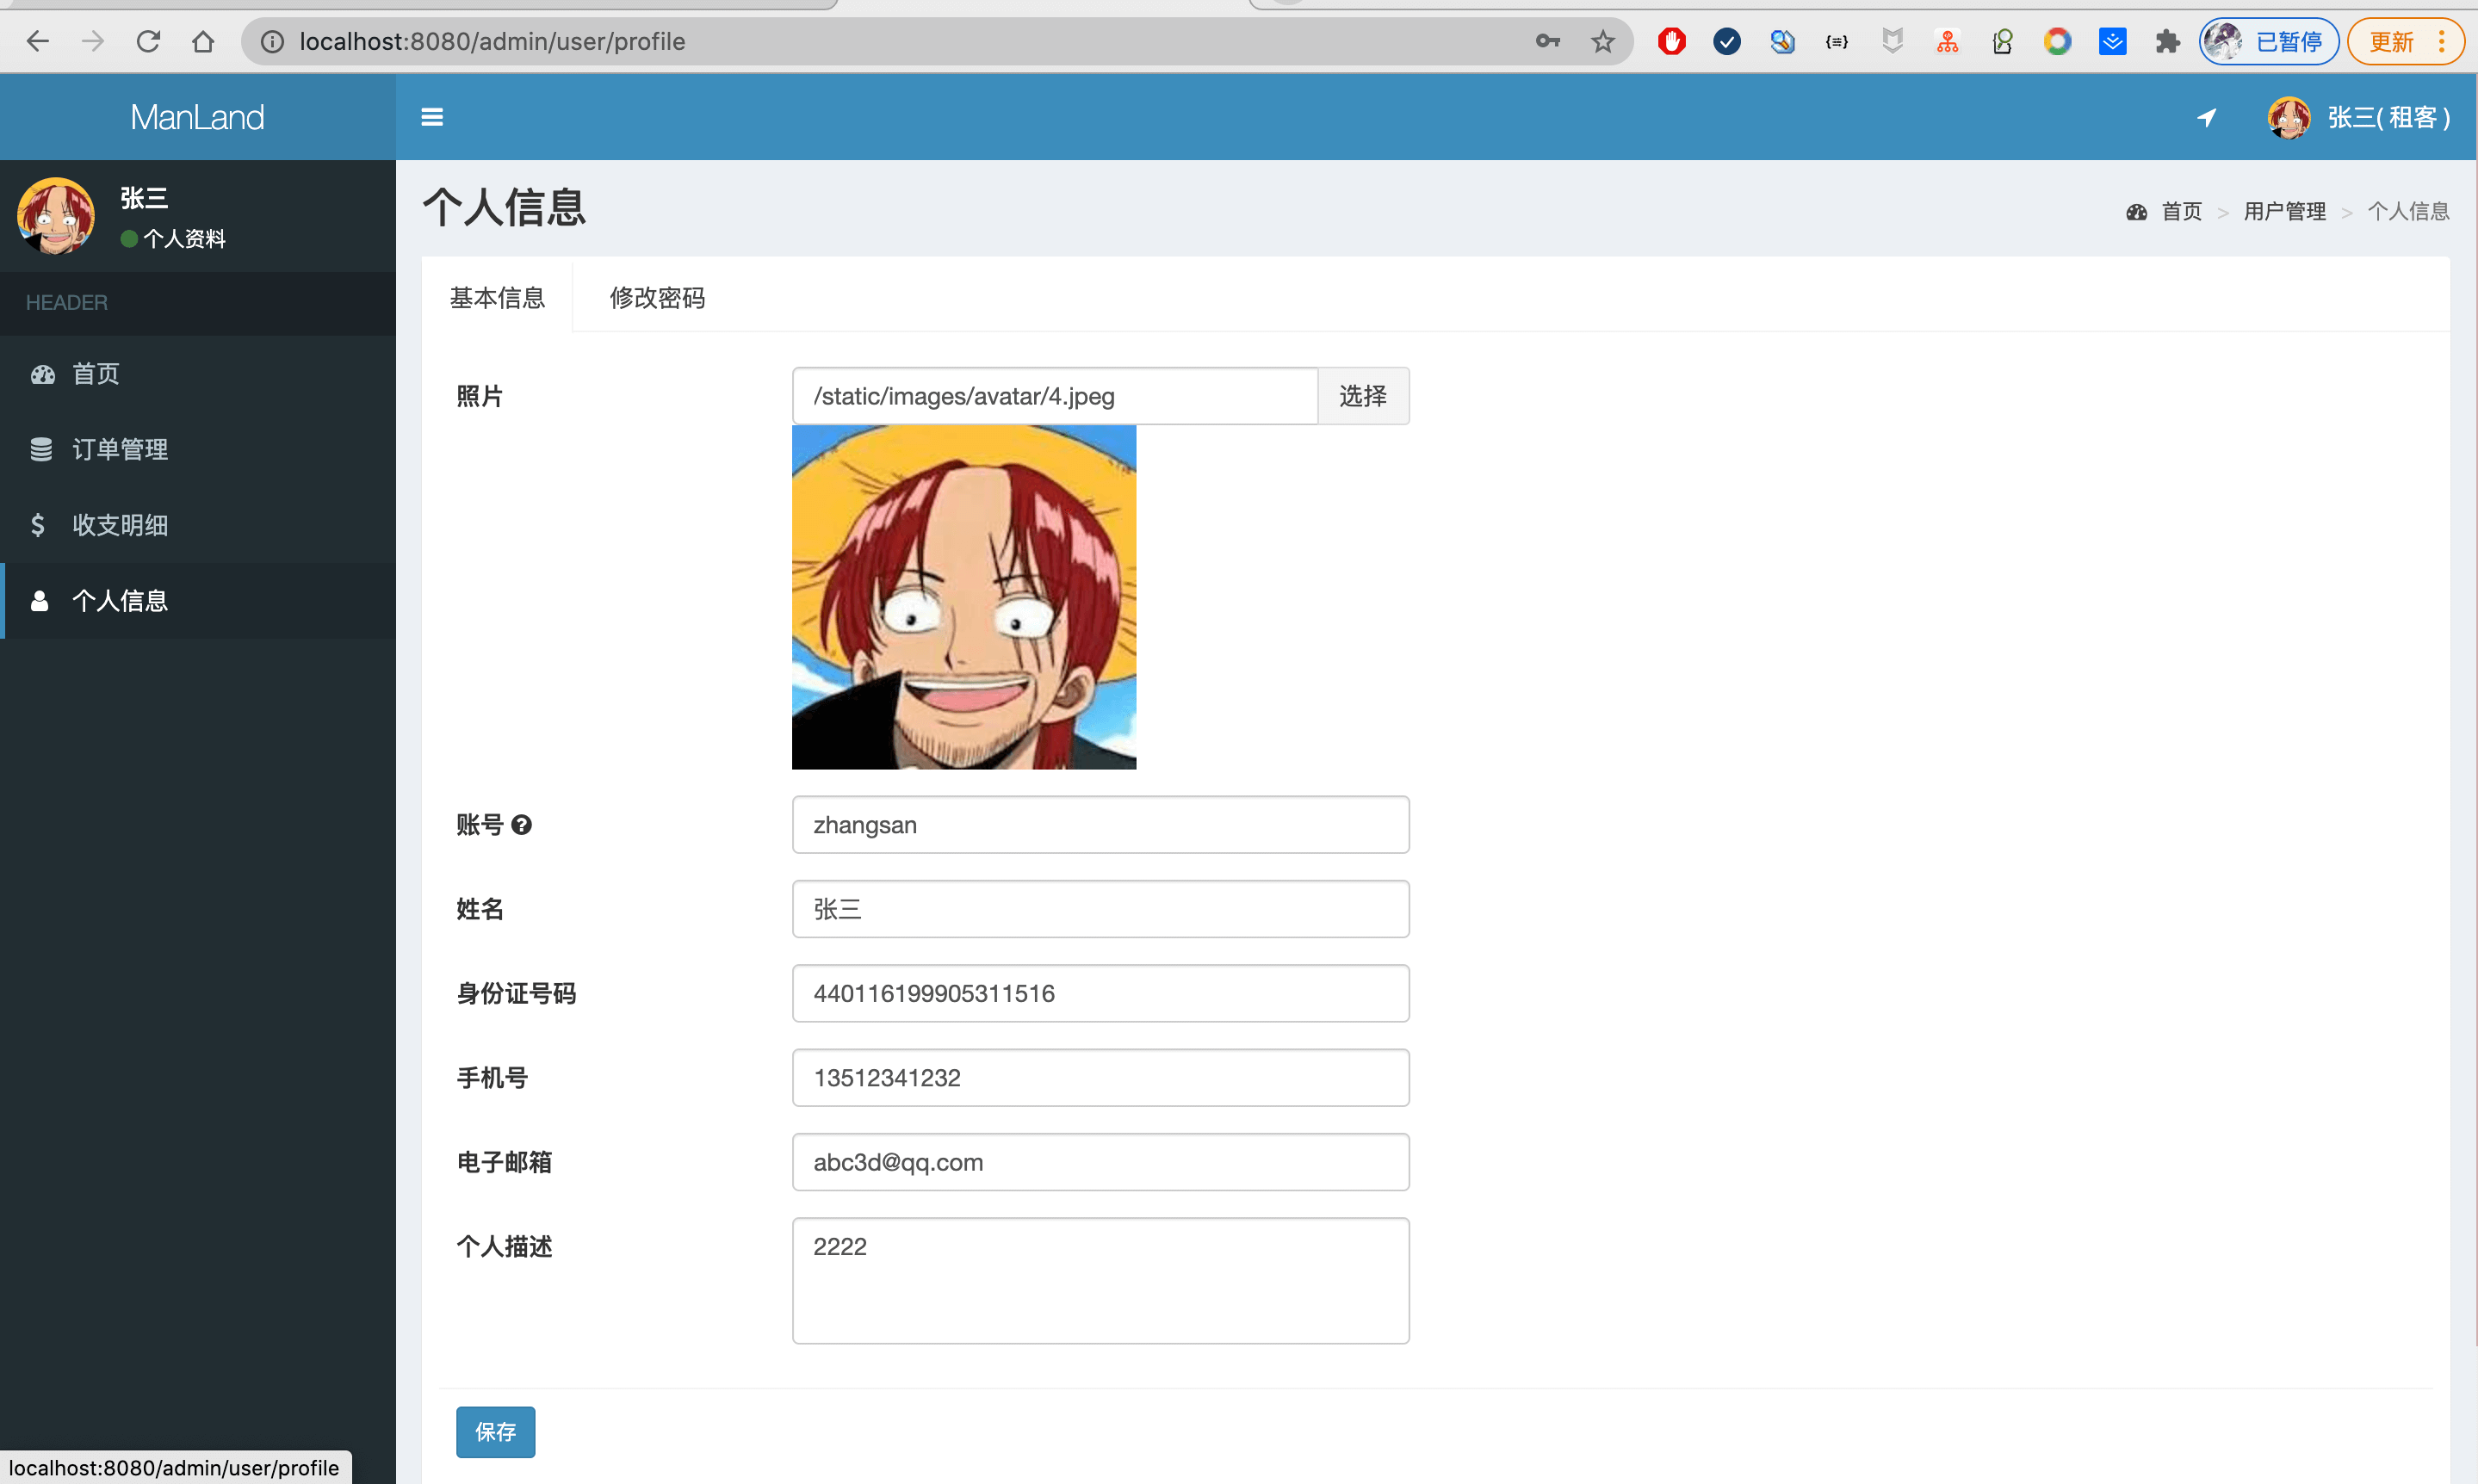 localhost:8080/admin/user/profile
已暂停
更新
ManLand
张三( 租客 )
张三
个人资料
HEADER
首页
订单管理
收支明细
个人信息
个人信息
首页 > 用户管理 > 个人信息
基本信息
修改密码
照片
/static/images/avatar/4.jpeg
选择
账号
zhangsan
姓名
张三
身份证号码
440116199905311516
手机号
13512341232
电子邮箱
abc3d@qq.com
个人描述
2222
保存
localhost:8080/admin/user/profile